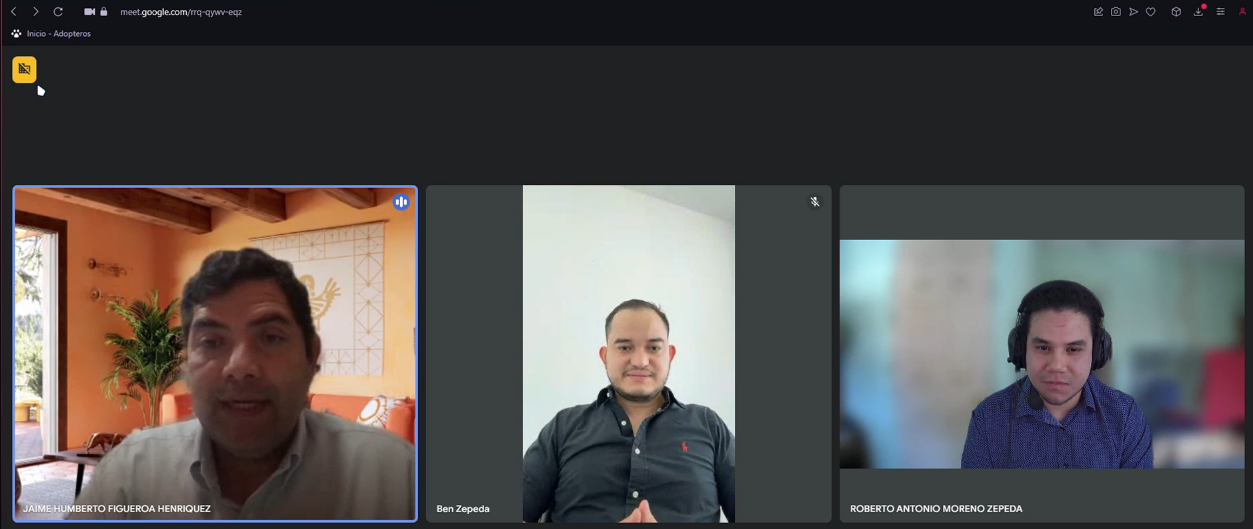 meet.google.com/rrq-qywv-eqz
Inicio - Adopteros
JAIME HUMBERTO FIGUEROA HENRIQUEZ
Ben Zepeda
ROBERTO ANTONIO MORENO ZEPEDA